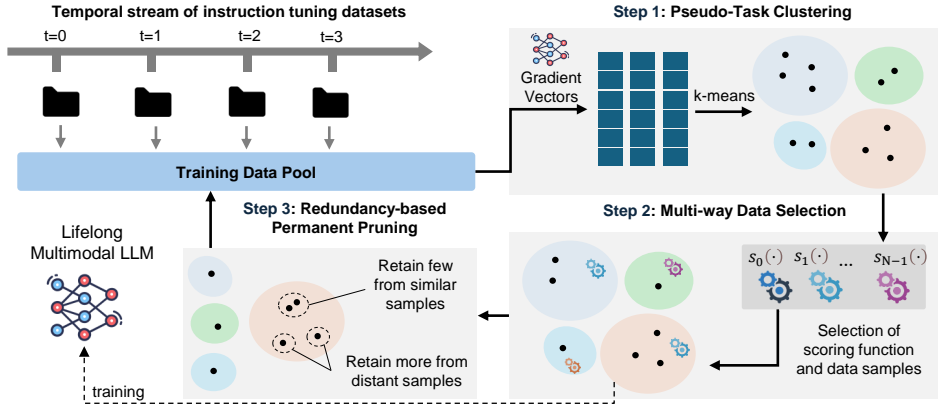 Temporal stream of instruction tuning datasets
t=0 t=1 t=2 t=3
Training Data Pool
Step 1: Pseudo-Task Clustering
Gradient
Vectors
k-means
Step 2: Multi-way Data Selection
s₀(·) s₁(·) ... s_N−1(·)
Selection of
scoring function
and data samples
Step 3: Redundancy-based
Permanent Pruning
Retain few
from similar
samples
Retain more from
distant samples
Lifelong
Multimodal LLM
training